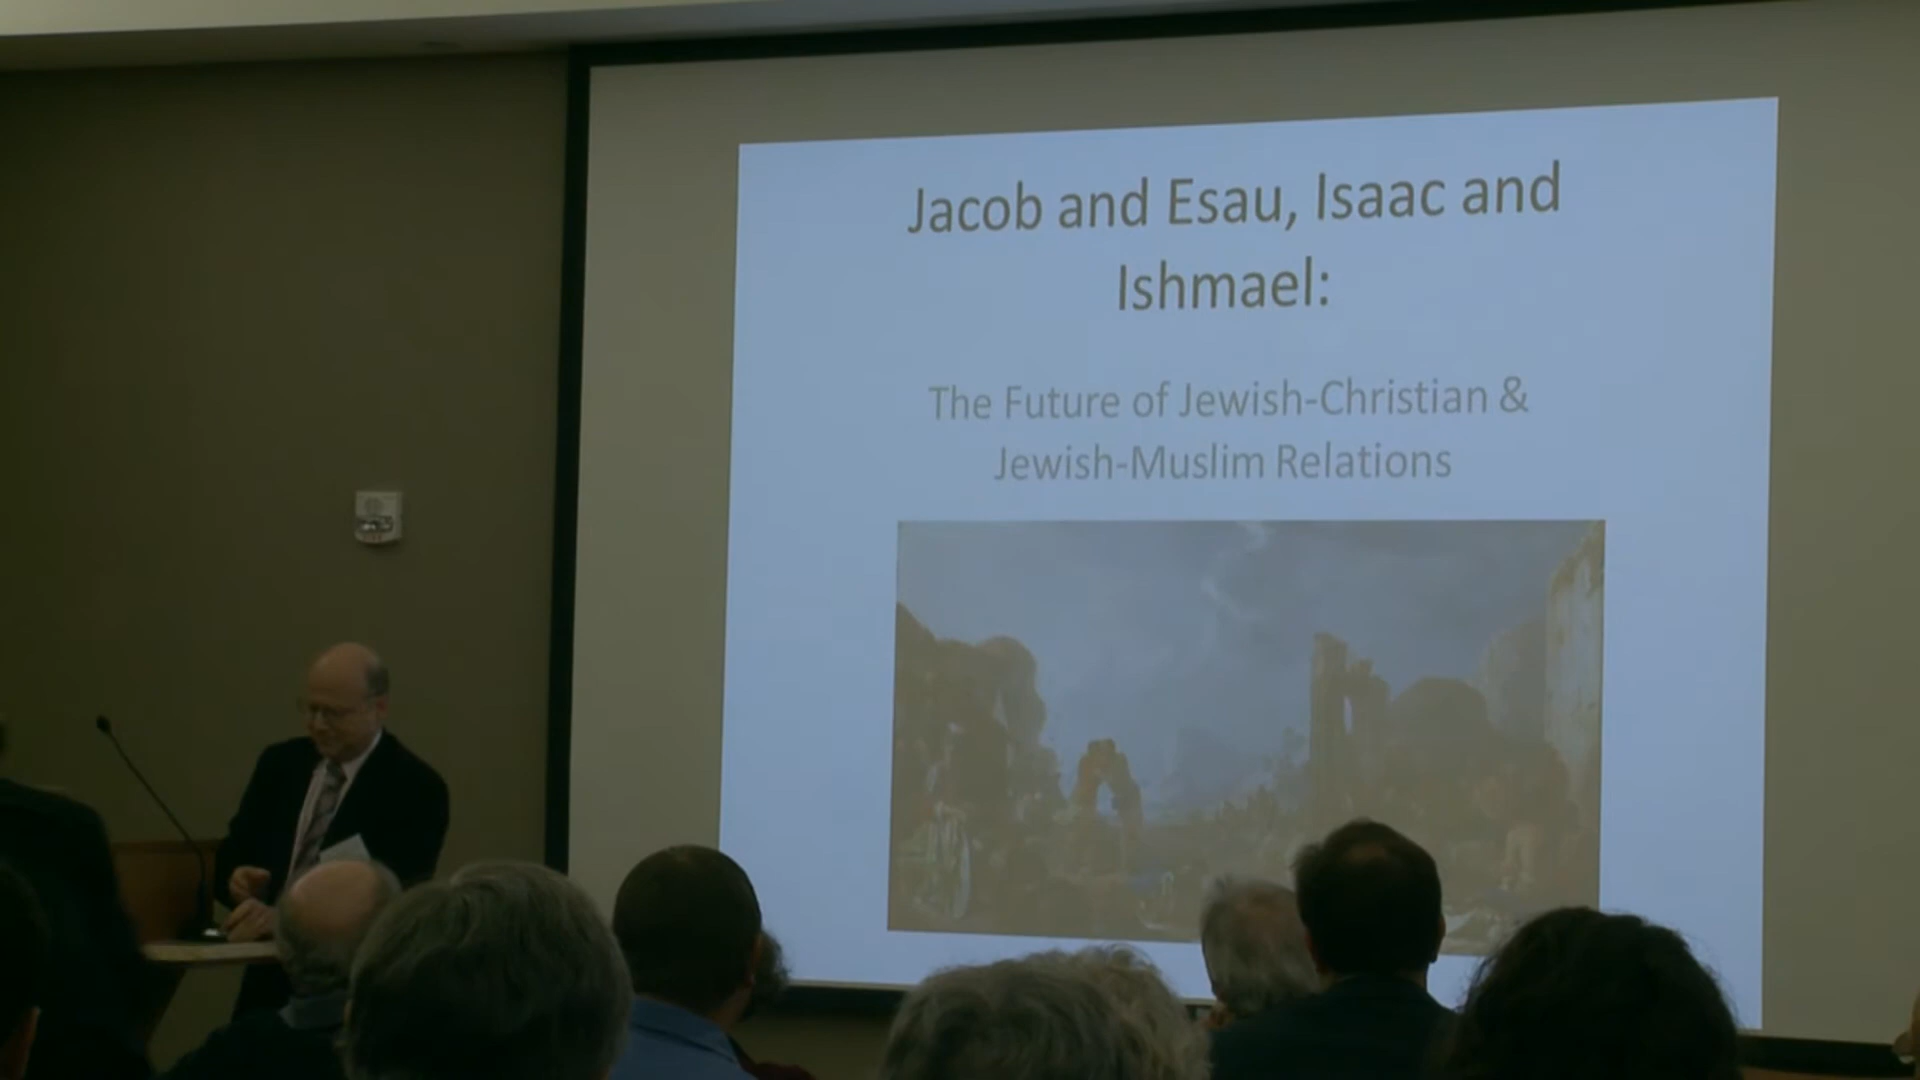 Jacob and Esau, Isaac and
Ishmael:
The Future of Jewish-Christian &
Jewish-Muslim Relations